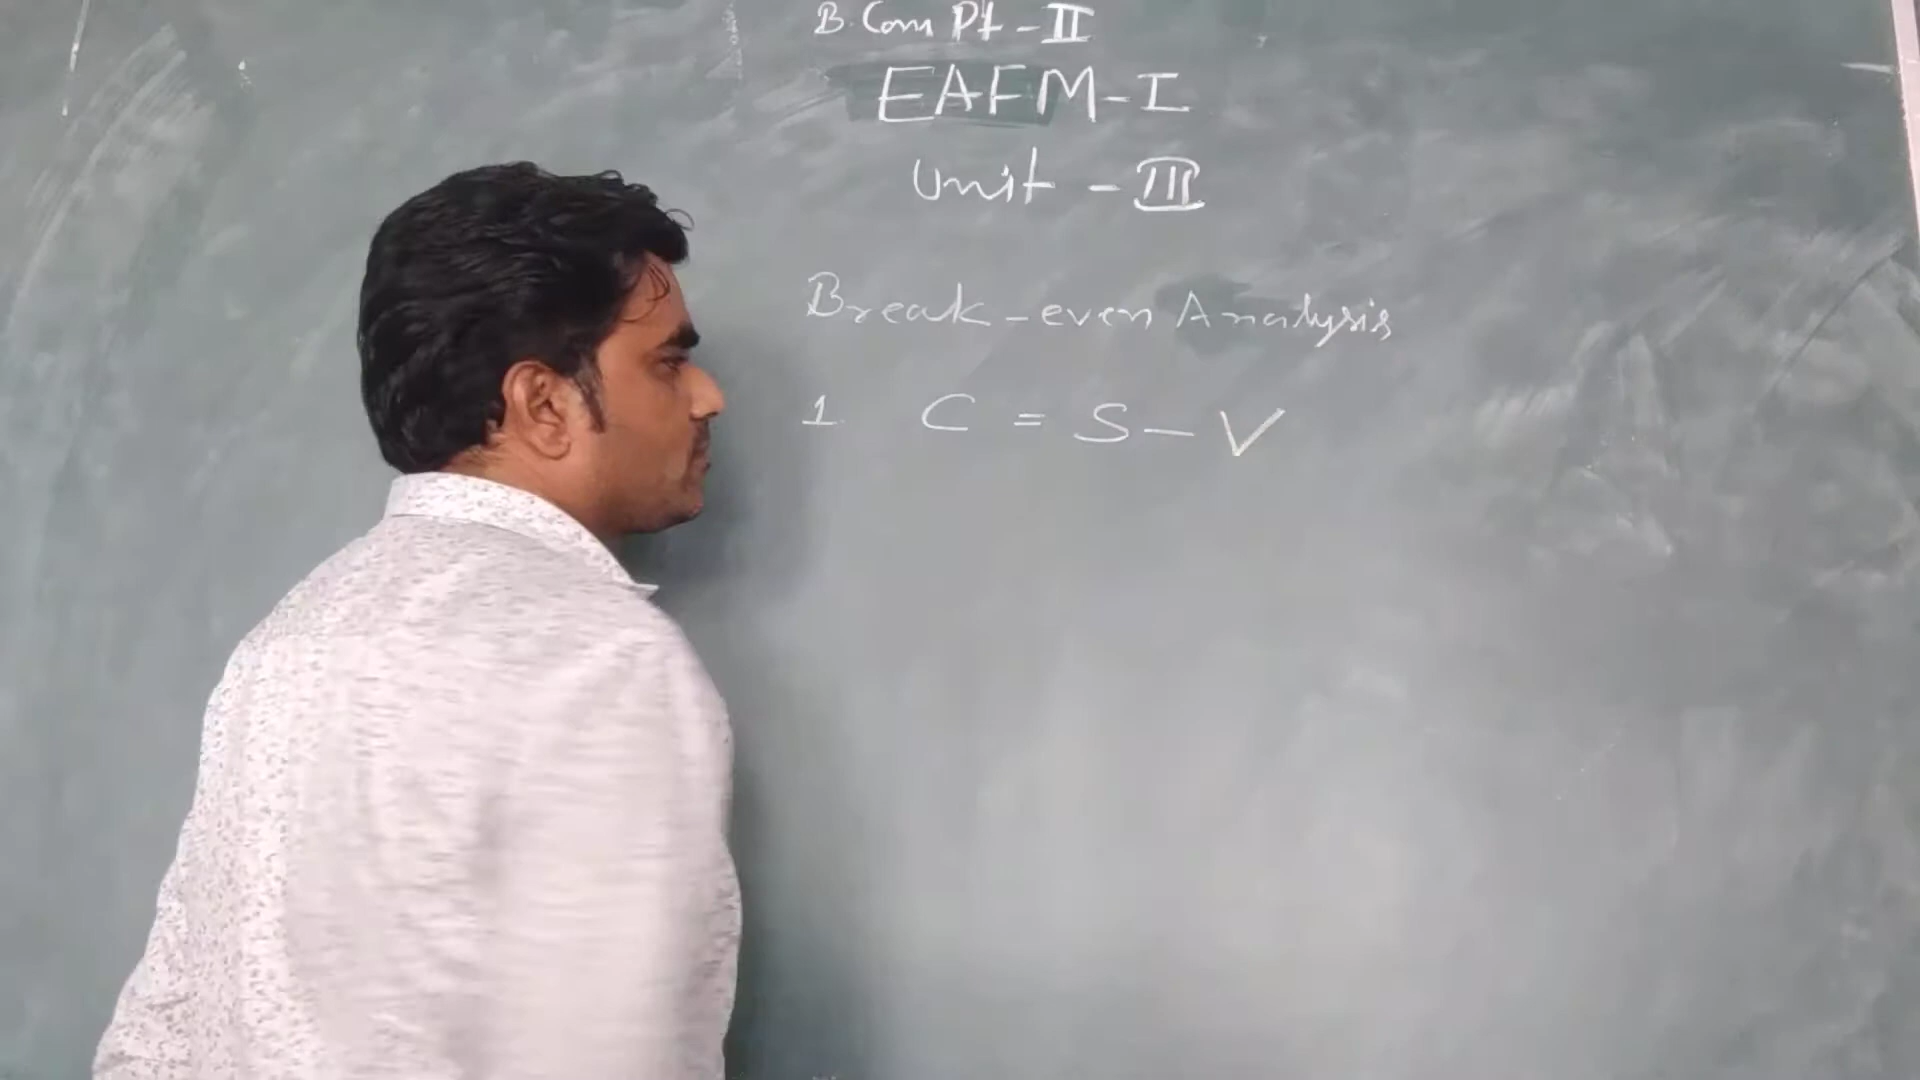 B. Com Pt - II
EAFM - I
Unit - III
Break - even Analysis
1. C = S - V